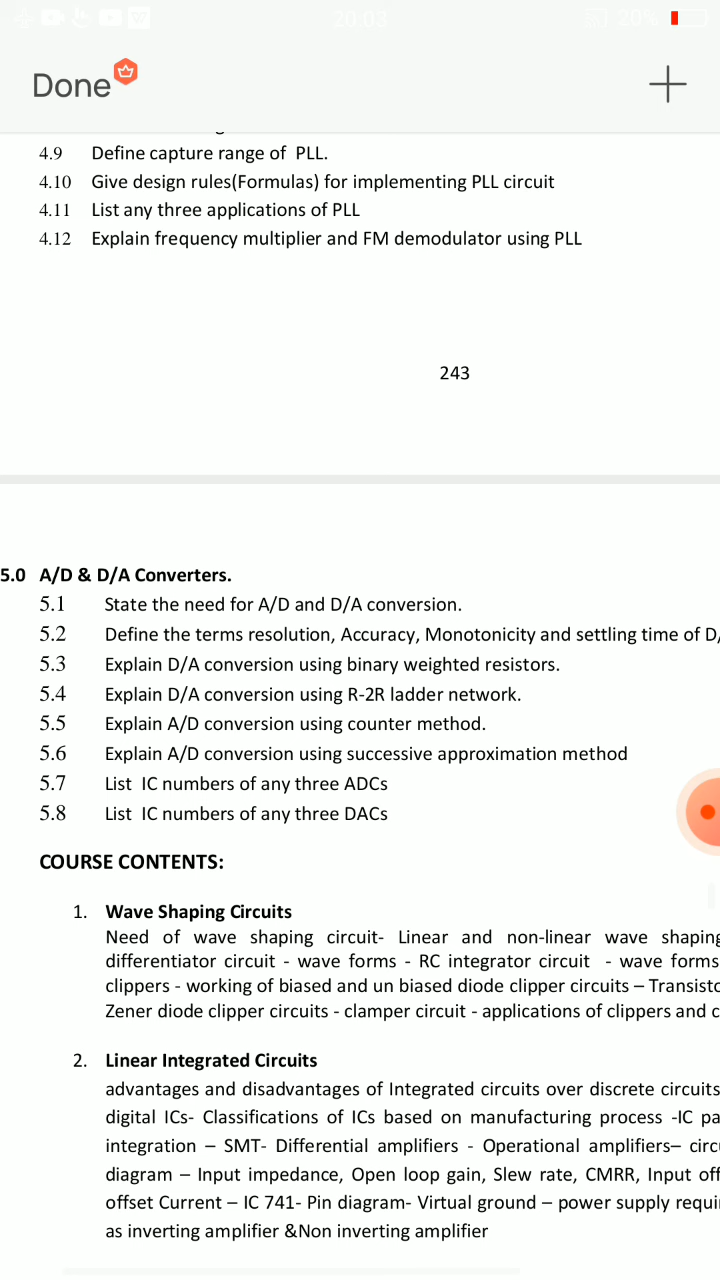 20:03
20%
Done
4.9 Define capture range of PLL.
4.10 Give design rules(Formulas) for implementing PLL circuit
4.11 List any three applications of PLL
4.12 Explain frequency multiplier and FM demodulator using PLL
243
5.0 A/D & D/A Converters.
5.1 State the need for A/D and D/A conversion.
5.2 Define the terms resolution, Accuracy, Monotonicity and settling time of D/
5.3 Explain D/A conversion using binary weighted resistors.
5.4 Explain D/A conversion using R-2R ladder network.
5.5 Explain A/D conversion using counter method.
5.6 Explain A/D conversion using successive approximation method
5.7 List IC numbers of any three ADCs
5.8 List IC numbers of any three DACs
COURSE CONTENTS:
1. Wave Shaping Circuits
Need of wave shaping circuit- Linear and non-linear wave shaping
differentiator circuit - wave forms - RC integrator circuit - wave forms
clippers - working of biased and un biased diode clipper circuits – Transisto
Zener diode clipper circuits - clamper circuit - applications of clippers and c
2. Linear Integrated Circuits
advantages and disadvantages of Integrated circuits over discrete circuits
digital ICs- Classifications of ICs based on manufacturing process -IC pa
integration – SMT- Differential amplifiers - Operational amplifiers– circu
diagram – Input impedance, Open loop gain, Slew rate, CMRR, Input off
offset Current – IC 741- Pin diagram- Virtual ground – power supply requi
as inverting amplifier &Non inverting amplifier